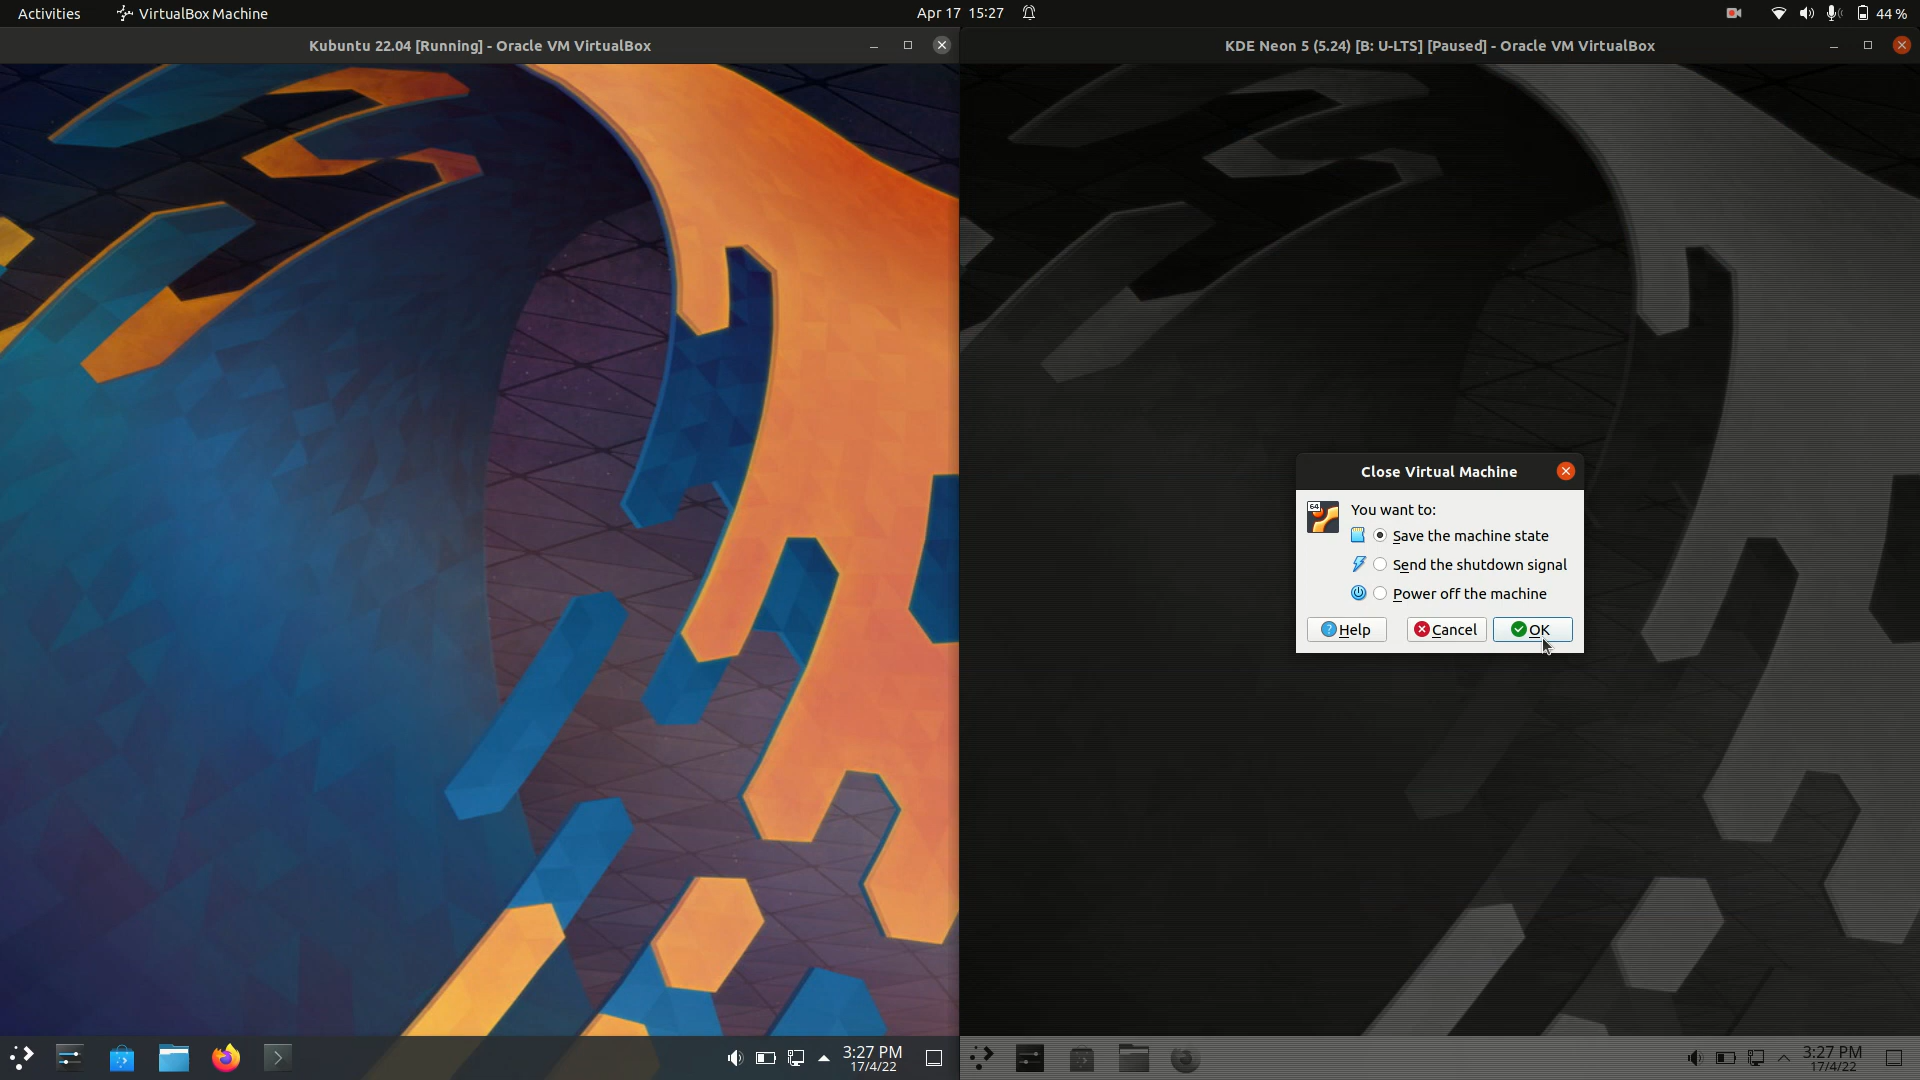 Activities
VirtualBox Machine
Apr 17 15:27
44 %
Kubuntu 22.04 [Running] - Oracle VM VirtualBox
KDE Neon 5 (5.24) [B: U-LTS] [Paused] - Oracle VM VirtualBox
Close Virtual Machine
64
You want to:
Save the machine state
Send the shutdown signal
Power off the machine
Help
Cancel
OK
3:27 PM
17/4/22
3:27 PM
17/4/22